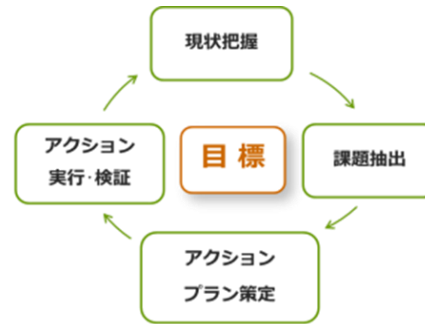 現状把握
アクション
実行・検証
目標
課題抽出
アクション
プラン策定